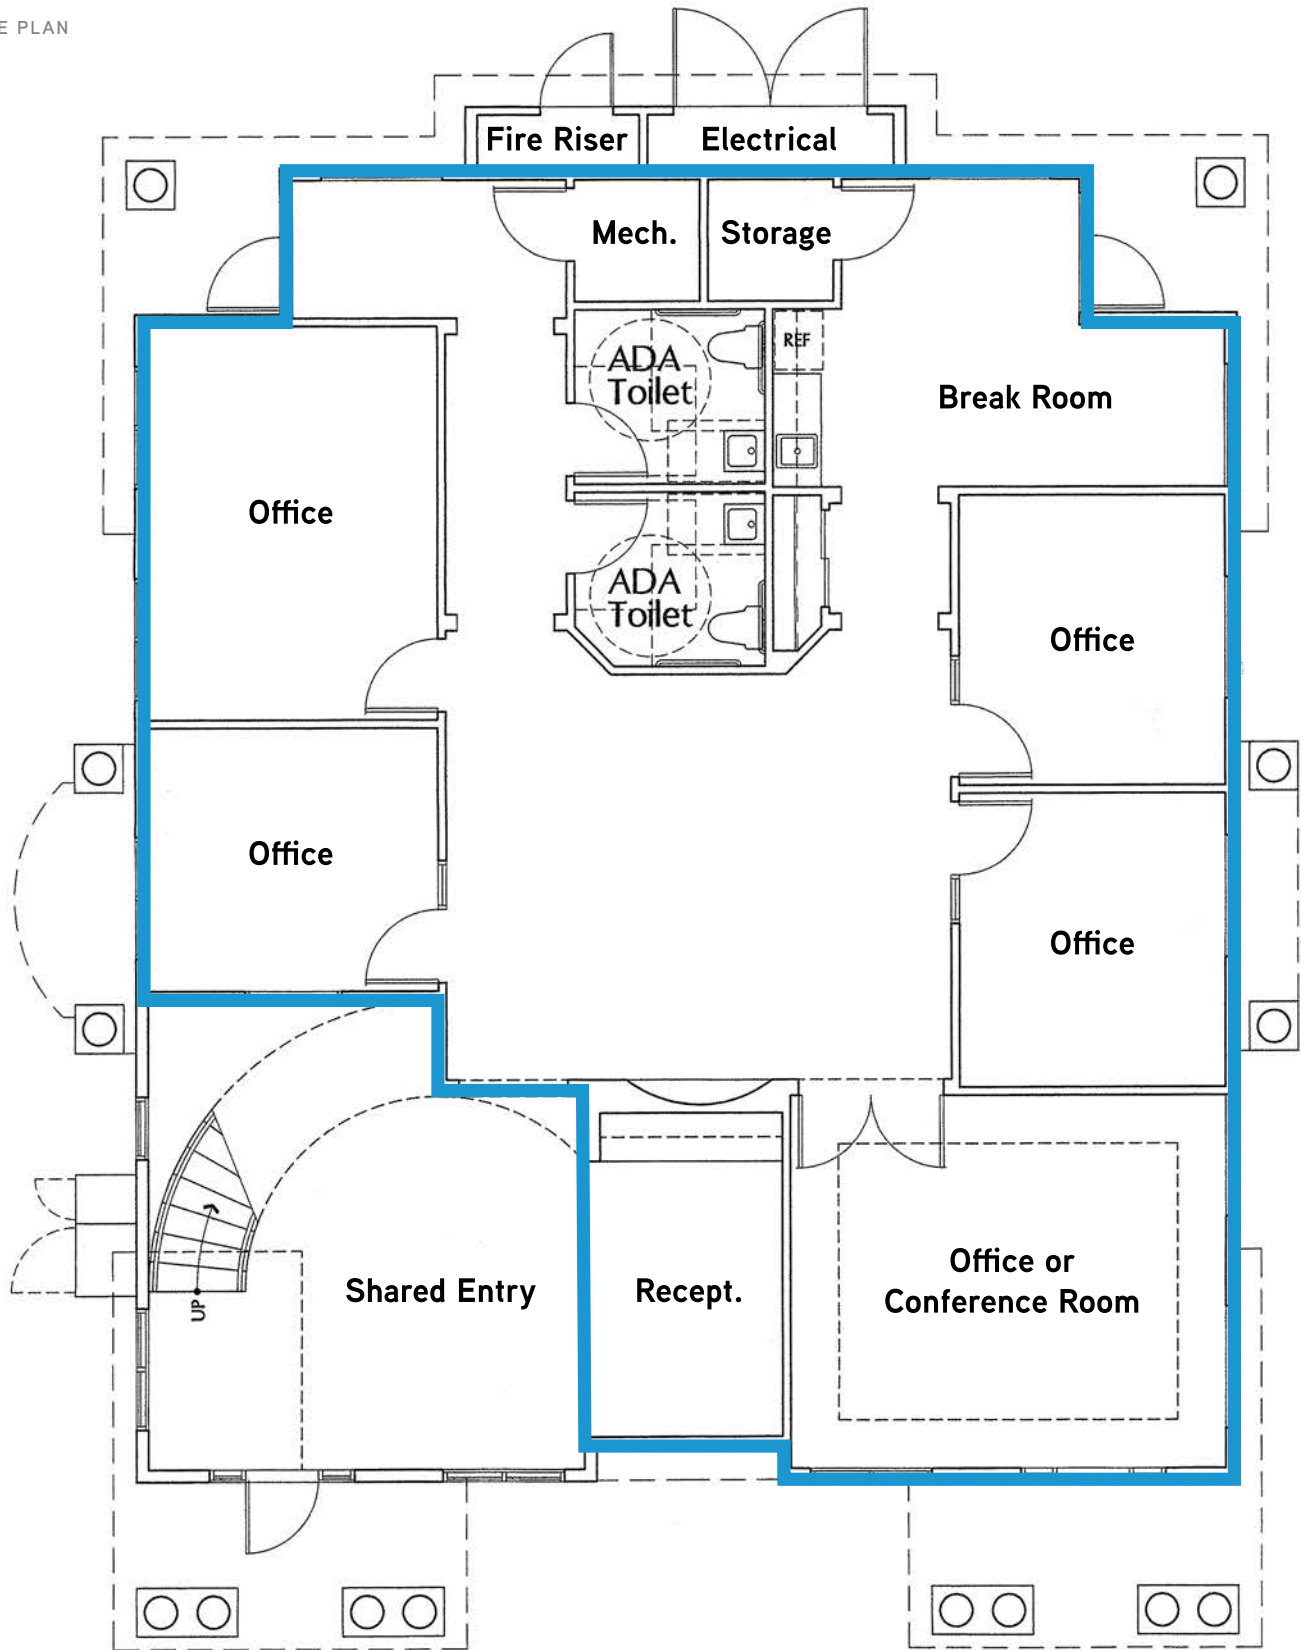 E PLAN
Fire Riser
Electrical
Mech.
Storage
ADA
Toilet
REF
Break Room
Office
ADA
Toilet
Office
Office
Office
Office or
Conference Room
Shared Entry
Recept.
UP